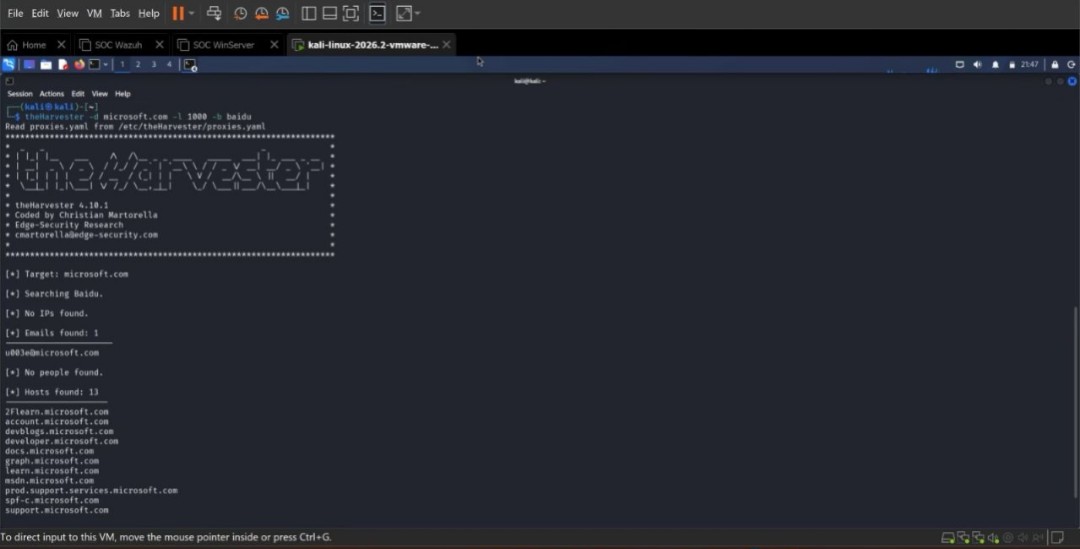 File Edit View VM Tabs Help
Home SOC Wazuh SOC WinServer kali-linux-2026.2-vmware-...
1 2 3 4 21:47
kali@kali: ~
Session Actions Edit View Help
(kali㉿kali)-[~]
$ theHarvester -d microsoft.com -l 1000 -b baidu
Read proxies.yaml from /etc/theHarvester/proxies.yaml
*******************************************************************
theHarvester
* theHarvester 4.10.1
* Coded by Christian Martorella
* Edge-Security Research
* cmartorella@edge-security.com
*******************************************************************
[*] Target: microsoft.com
[*] Searching Baidu.
[*] No IPs found.
[*] Emails found: 1
u003e@microsoft.com
[*] No people found.
[*] Hosts found: 13
2Flearn.microsoft.com
account.microsoft.com
devblogs.microsoft.com
developer.microsoft.com
docs.microsoft.com
graph.microsoft.com
learn.microsoft.com
msdn.microsoft.com
prod.support.services.microsoft.com
spf-c.microsoft.com
support.microsoft.com
To direct input to this VM, move the mouse pointer inside or press Ctrl+G.